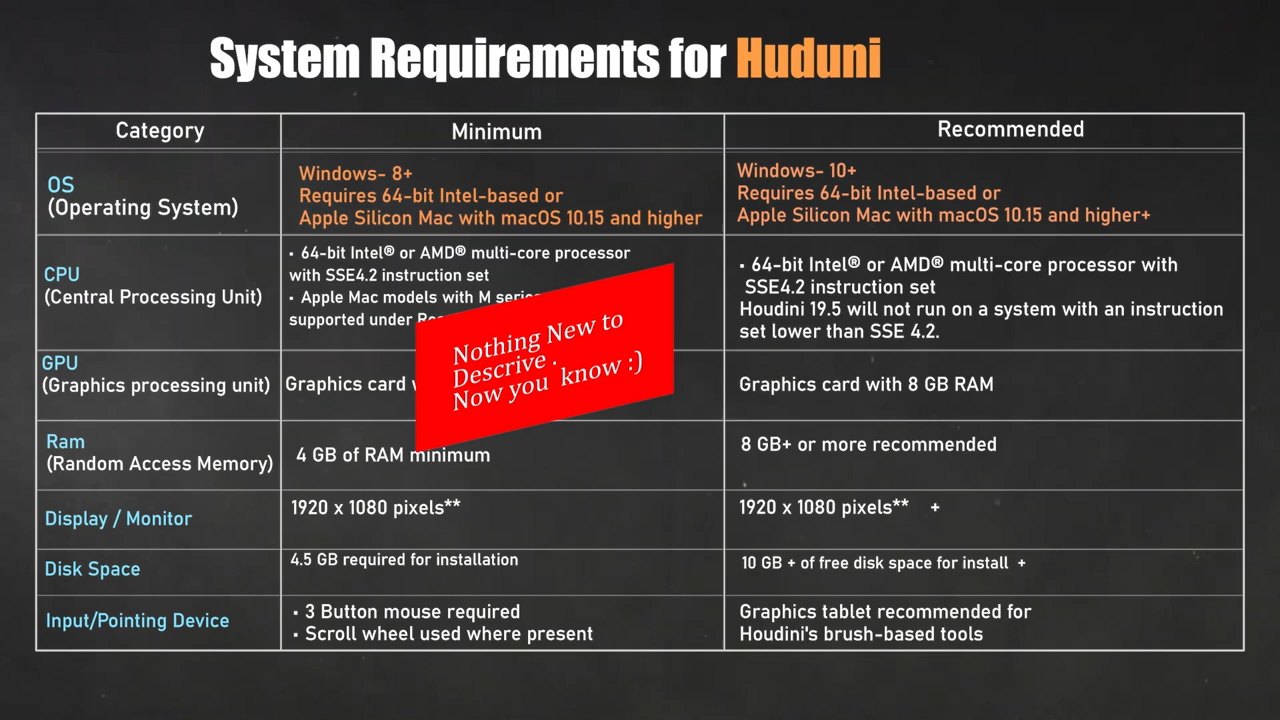 System Requirements for Huduni
Category
Minimum
Recommended
OS
(Operating System)
Windows- 8+
Requires 64-bit Intel-based or
Apple Silicon Mac with macOS 10.15 and higher
Windows- 10+
Requires 64-bit Intel-based or
Apple Silicon Mac with macOS 10.15 and higher+
CPU
(Central Processing Unit)
• 64-bit Intel® or AMD® multi-core processor
with SSE4.2 instruction set
• Apple Mac models with M
supported under
• 64-bit Intel® or AMD® multi-core processor with
SSE4.2 instruction set
Houdini 19.5 will not run on a system with an instruction
set lower than SSE 4.2.
Nothing New to
Descrive .
Now you know :)
GPU
(Graphics processing unit)
Graphics card
Graphics card with 8 GB RAM
Ram
(Random Access Memory)
4 GB of RAM minimum
8 GB+ or more recommended
Display / Monitor
1920 x 1080 pixels**
1920 x 1080 pixels** +
Disk Space
4.5 GB required for installation
10 GB + of free disk space for install +
Input/Pointing Device
• 3 Button mouse required
• Scroll wheel used where present
Graphics tablet recommended for
Houdini's brush-based tools